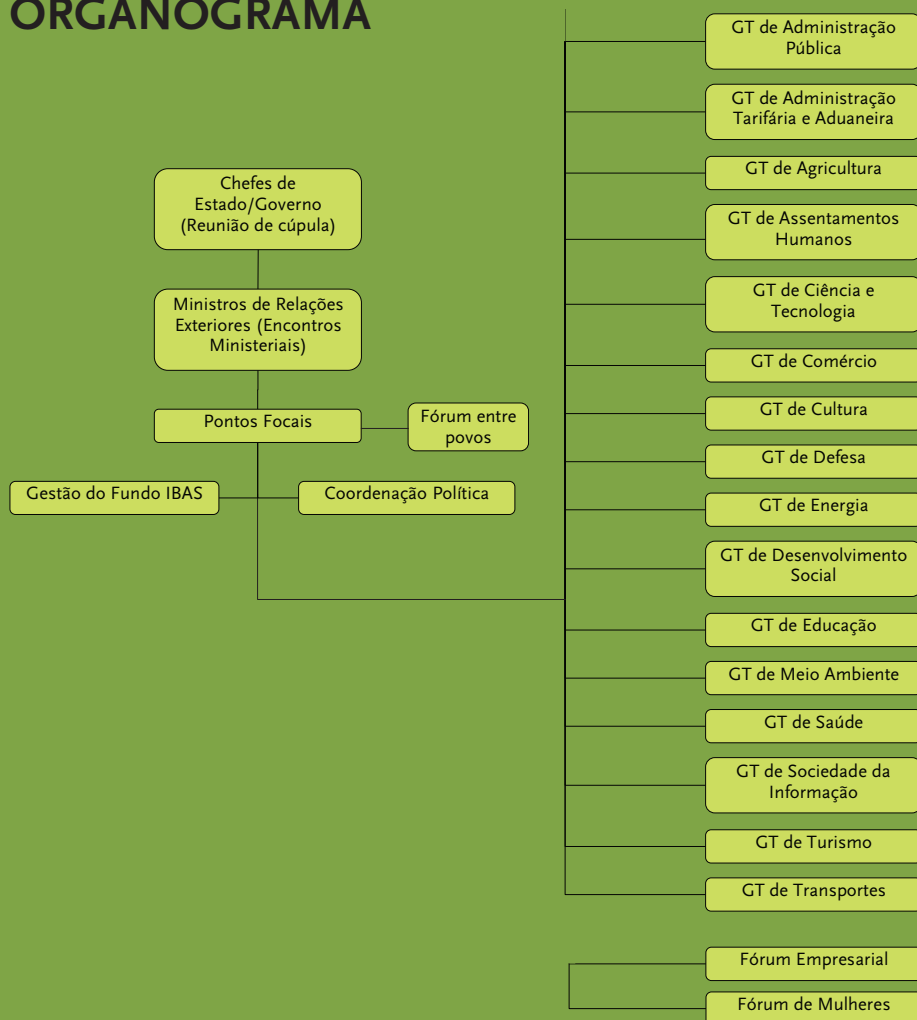 ORGANOGRAMA
Chefes de
Estado/Governo
(Reunião de cúpula)
Ministros de Relações
Exteriores (Encontros
Ministeriais)
Pontos Focais
Fórum entre
povos
Gestão do Fundo IBAS
Coordenação Política
GT de Administração
Pública
GT de Administração
Tarifária e Aduaneira
GT de Agricultura
GT de Assentamentos
Humanos
GT de Ciência e
Tecnologia
GT de Comércio
GT de Cultura
GT de Defesa
GT de Energia
GT de Desenvolvimento
Social
GT de Educação
GT de Meio Ambiente
GT de Saúde
GT de Sociedade da
Informação
GT de Turismo
GT de Transportes
Fórum Empresarial
Fórum de Mulheres